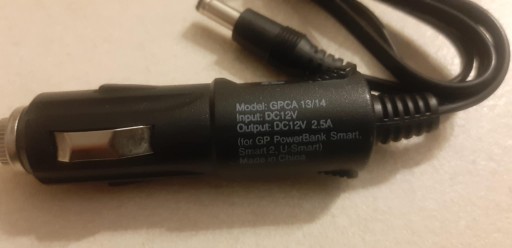 Model: GPCA 13/14
Input: DC12V
Output: DC12V 2.5A
(for GP PowerBank Smart,
Smart 2, U-Smart)
Made in China